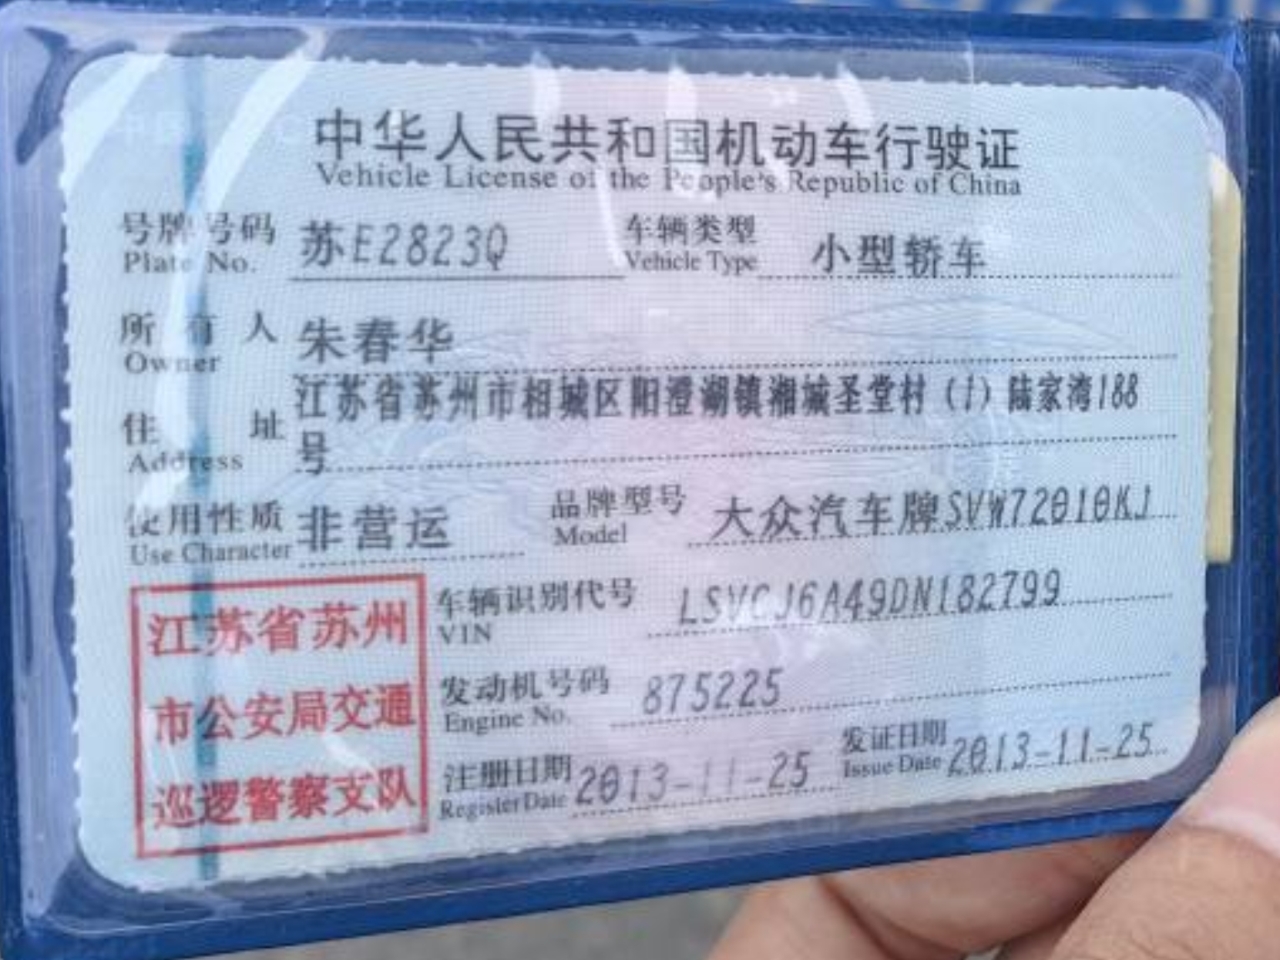 中华人民共和国机动车行驶证
Vehicle License of the People's Republic of China
号牌号码 苏E2823Q 车辆类型 小型轿车
Plate No. Vehicle Type
所有人 朱春华
Owner
住址 江苏省苏州市相城区阳澄湖镇湘城圣堂村(1)陆家湾188
Address 号
使用性质 非营运 品牌型号 大众汽车牌SVW72010KJ
Use Character Model
江苏省苏州
市公安局交通
巡逻警察支队
车辆识别代号 LSVCJ6A49DN182799
VIN
发动机号码 875225
Engine No.
注册日期 2013-11-25 发证日期 2013-11-25
Register Date Issue Date